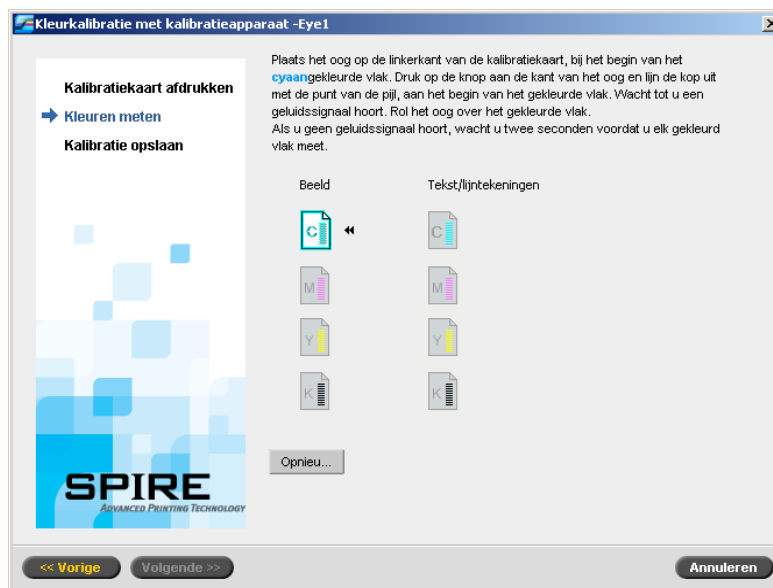 Kleurkalibratie met kalibratieapparaat -Eye1
Kalibratiekaart afdrukken
Kleuren meten
Kalibratie opslaan
Plaats het oog op de linkerkant van de kalibratiekaart, bij het begin van het
cyaangekleurde vlak. Druk op de knop aan de kant van het oog en lijn de kop uit
met de punt van de pijl, aan het begin van het gekleurde vlak. Wacht tot u een
geluidssignaal hoort. Rol het oog over het gekleurde vlak.
Als u geen geluidssignaal hoort, wacht u twee seconden voordat u elk gekleurd
vlak meet.
Beeld Tekst/lijntekeningen
C C
M M
Y Y
K K
Opnieu...
SPIRE
ADVANCED PRINTING TECHNOLOGY
<< Vorige Volgende >> Annuleren